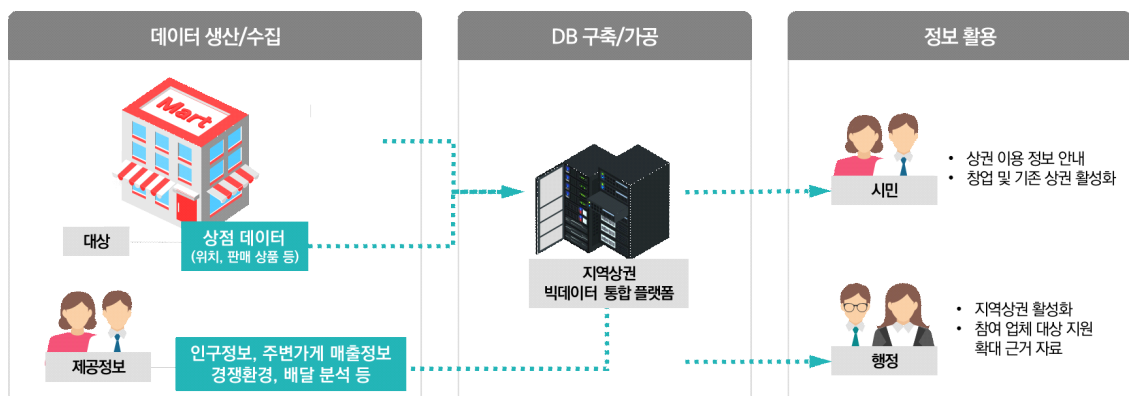 데이터 생산/수집
Mart
대상
상점 데이터
(위치, 판매 상품 등)
제공정보
인구정보, 주변가게 매출정보
경쟁환경, 배달 분석 등
DB 구축/가공
지역상권
빅데이터 통합 플랫폼
정보 활용
시민
• 상권 이용 정보 안내
• 창업 및 기존 상권 활성화
행정
• 지역상권 활성화
• 참여 업체 대상 지원
확대 근거 자료